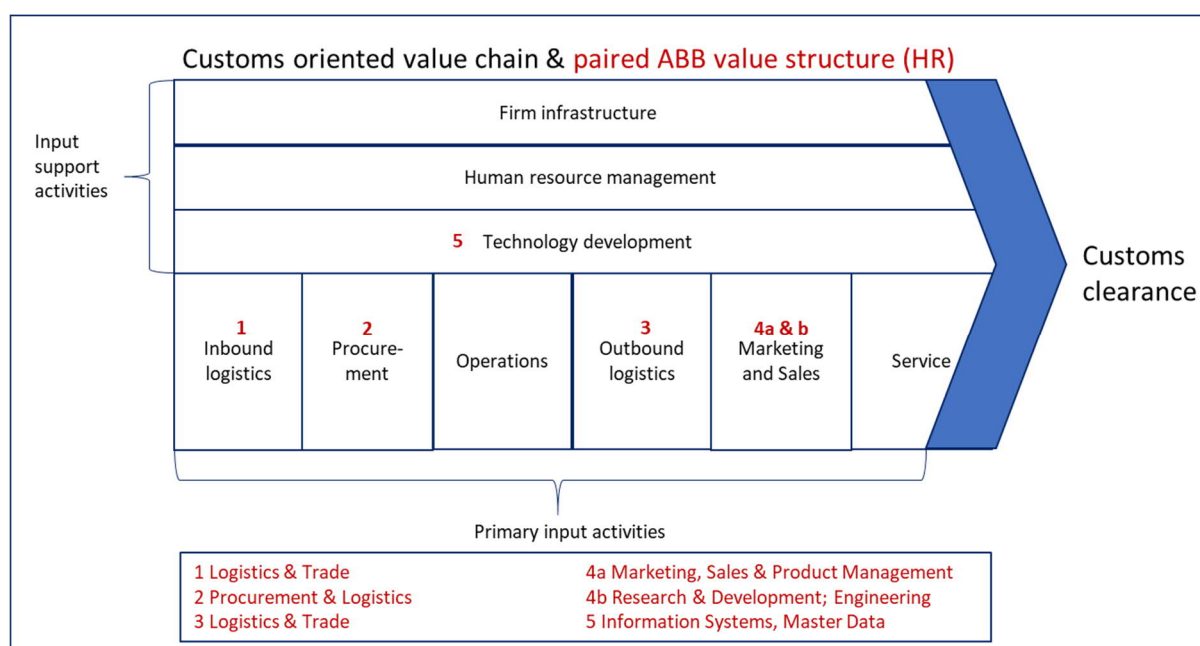 Customs oriented value chain & paired ABB value structure (HR)
Firm infrastructure
Input
support
activities
Human resource management
5 Technology development
Customs
clearance
1
Inbound
logistics
2
Procure-
ment
Operations
3
Outbound
logistics
4a & b
Marketing
and Sales
Service
Primary input activities
1 Logistics & Trade
2 Procurement & Logistics
3 Logistics & Trade
4a Marketing, Sales & Product Management
4b Research & Development; Engineering
5 Information Systems, Master Data